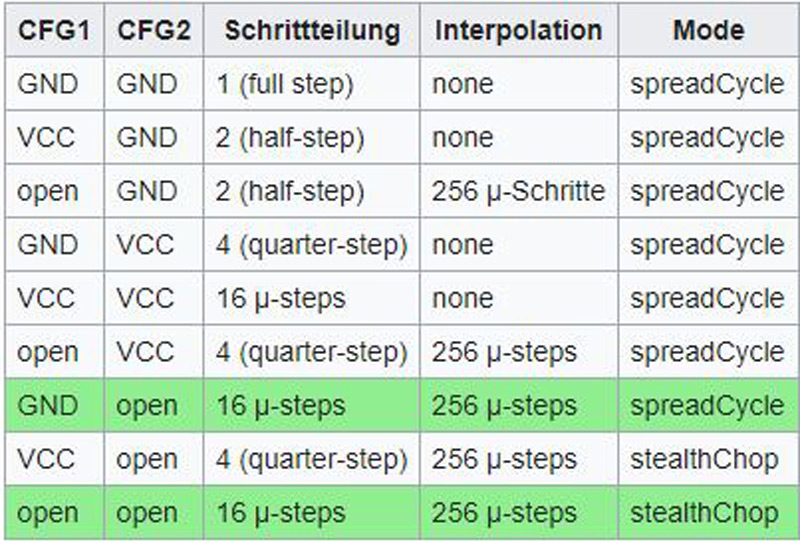 CFG1 CFG2 Schrittteilung Interpolation Mode
GND GND 1 (full step) none spreadCycle
VCC GND 2 (half-step) none spreadCycle
open GND 2 (half-step) 256 µ-Schritte spreadCycle
GND VCC 4 (quarter-step) none spreadCycle
VCC VCC 16 µ-steps none spreadCycle
open VCC 4 (quarter-step) 256 µ-steps spreadCycle
GND open 16 µ-steps 256 µ-steps spreadCycle
VCC open 4 (quarter-step) 256 µ-steps stealthChop
open open 16 µ-steps 256 µ-steps stealthChop